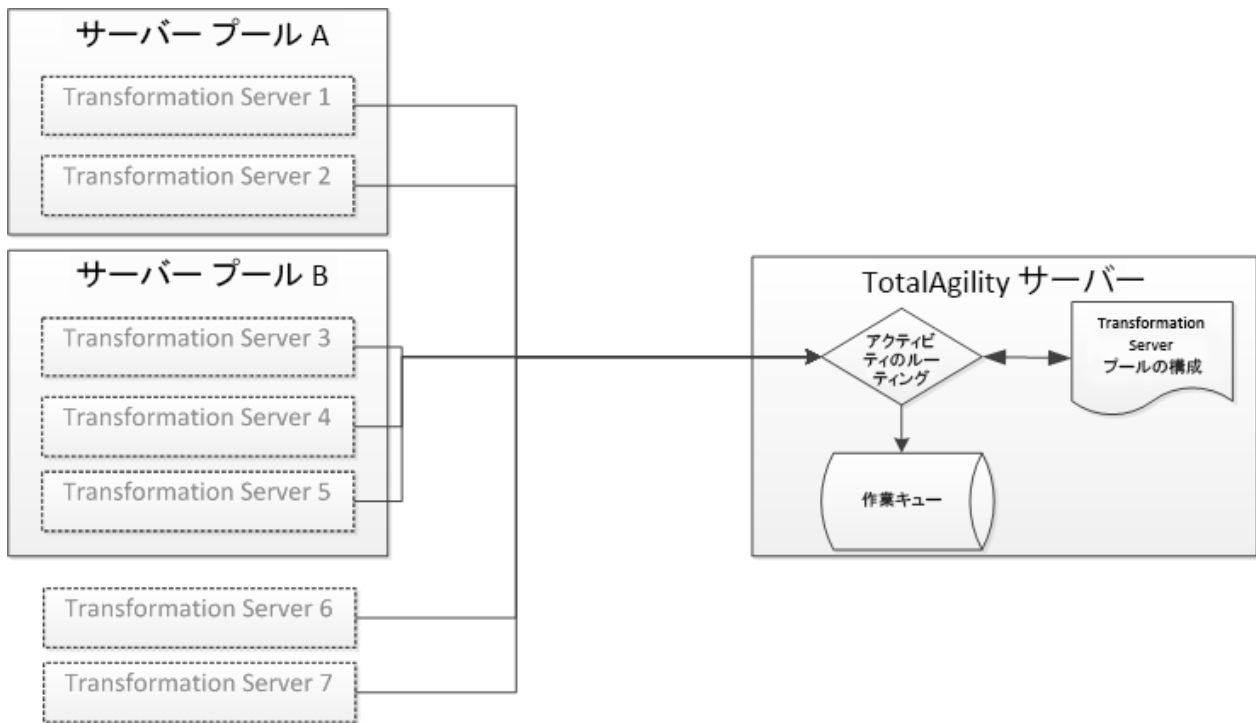 サーバー プール A
Transformation Server 1
Transformation Server 2
サーバー プール B
Transformation Server 3
Transformation Server 4
Transformation Server 5
Transformation Server 6
Transformation Server 7
TotalAgility サーバー
アクティビ
ティのルー
ティング
Transformation
Server
プールの構成
作業キュー